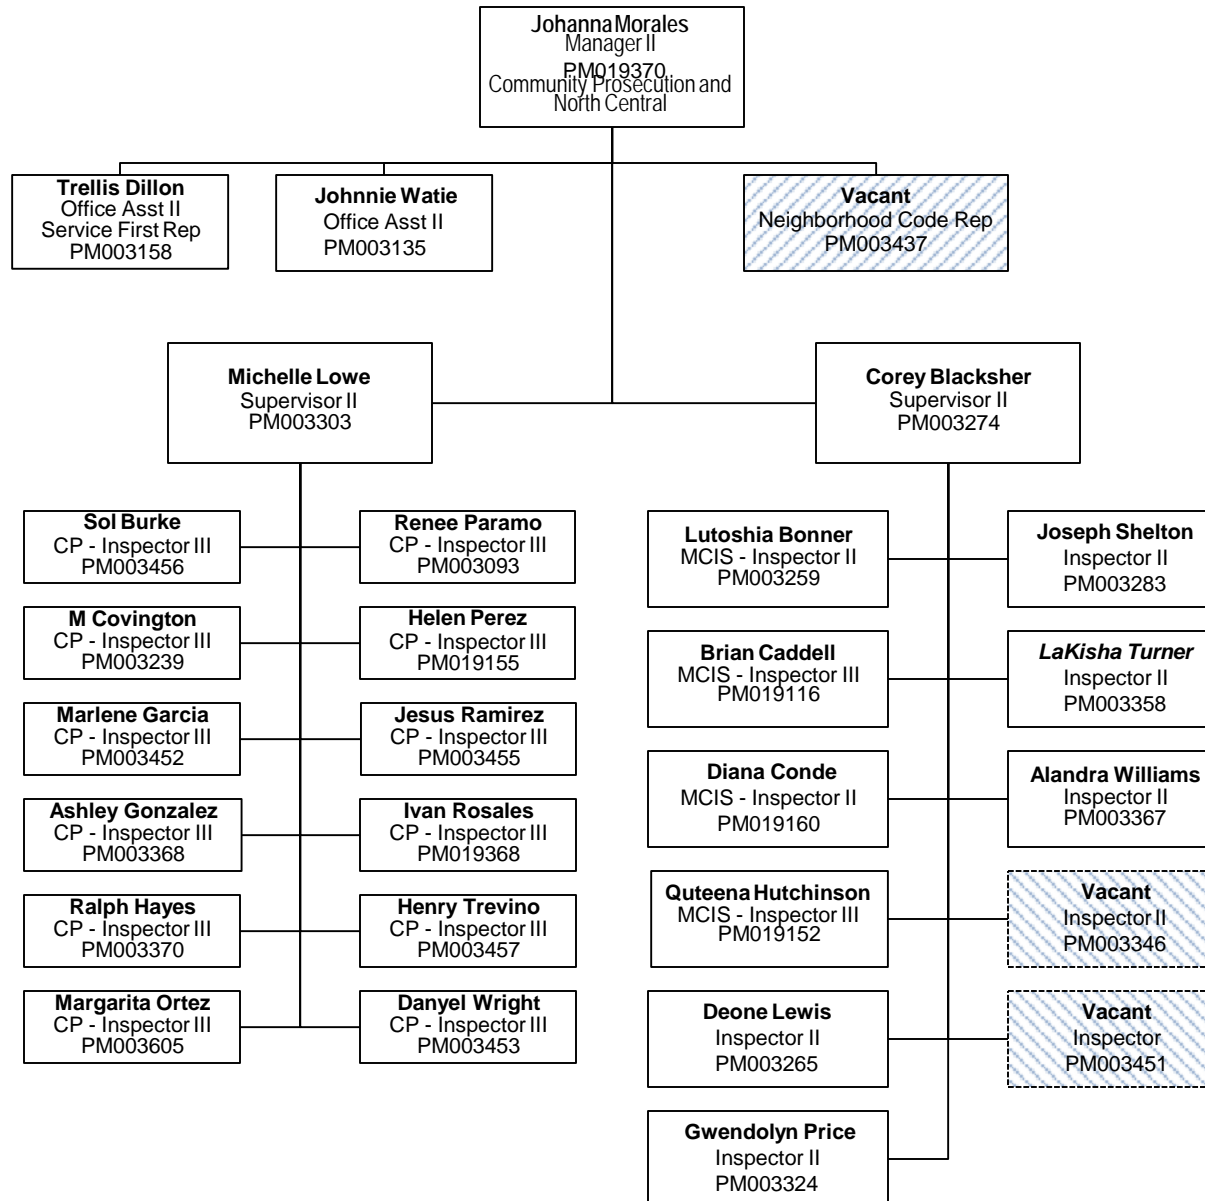 Johanna Morales
Manager II
PM019370
Community Prosecution and
North Central
Trellis Dillon
Office Asst II
Service First Rep
PM003158
Johnnie Watie
Office Asst II
PM003135
Vacant
Neighborhood Code Rep
PM003437
Michelle Lowe
Supervisor II
PM003303
Corey Blacksher
Supervisor II
PM003274
Sol Burke
CP - Inspector III
PM003456
Renee Paramo
CP - Inspector III
PM003093
M Covington
CP - Inspector III
PM003239
Helen Perez
CP - Inspector III
PM019155
Marlene Garcia
CP - Inspector III
PM003452
Jesus Ramirez
CP - Inspector III
PM003455
Ashley Gonzalez
CP - Inspector III
PM003368
Ivan Rosales
CP - Inspector III
PM019368
Ralph Hayes
CP - Inspector III
PM003370
Henry Trevino
CP - Inspector III
PM003457
Margarita Ortez
CP - Inspector III
PM003605
Danyel Wright
CP - Inspector III
PM003453
Lutoshia Bonner
MCIS - Inspector II
PM003259
Joseph Shelton
Inspector II
PM003283
Brian Caddell
MCIS - Inspector III
PM019116
LaKisha Turner
Inspector II
PM003358
Diana Conde
MCIS - Inspector II
PM019160
Alandra Williams
Inspector II
PM003367
Quteena Hutchinson
MCIS - Inspector III
PM019152
Vacant
Inspector II
PM003346
Deone Lewis
Inspector II
PM003265
Vacant
Inspector
PM003451
Gwendolyn Price
Inspector II
PM003324